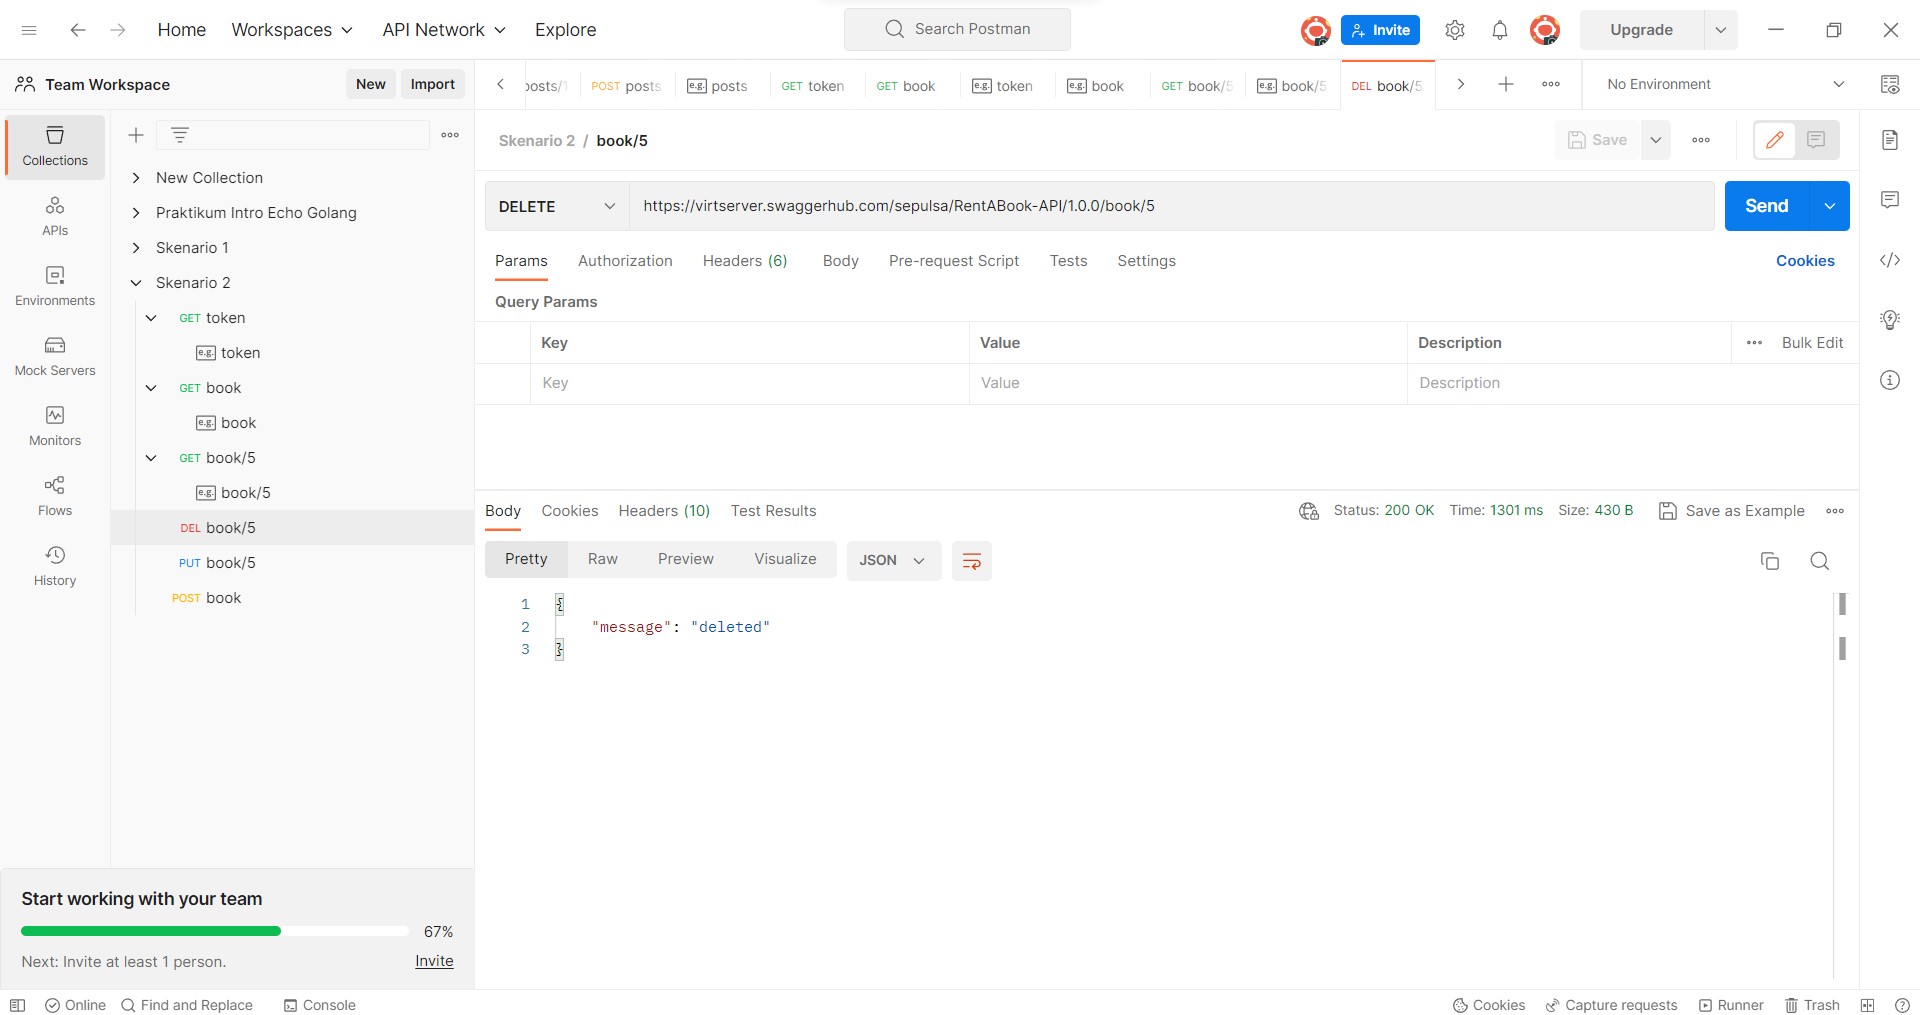 Home Workspaces API Network Explore Search Postman Invite Upgrade
Team Workspace New Import
posts/1 POST posts e.g. posts GET token GET book e.g. token e.g. book GET book/5 e.g. book/5 DEL book/5 No Environment
Collections
APIs
Environments
Mock Servers
Monitors
Flows
History
New Collection
Praktikum Intro Echo Golang
Skenario 1
Skenario 2
GET token
e.g. token
GET book
e.g. book
GET book/5
e.g. book/5
DEL book/5
PUT book/5
POST book
Start working with your team
67%
Next: Invite at least 1 person. Invite
Skenario 2 / book/5 Save
DELETE https://virtserver.swaggerhub.com/sepulsa/RentABook-API/1.0.0/book/5 Send
Params Authorization Headers (6) Body Pre-request Script Tests Settings Cookies
Query Params
Key Value Description Bulk Edit
Key Value Description
Body Cookies Headers (10) Test Results Status: 200 OK Time: 1301 ms Size: 430 B Save as Example
Pretty Raw Preview Visualize JSON
1 {
2 "message": "deleted"
3 }
Online Find and Replace Console Cookies Capture requests Runner Trash